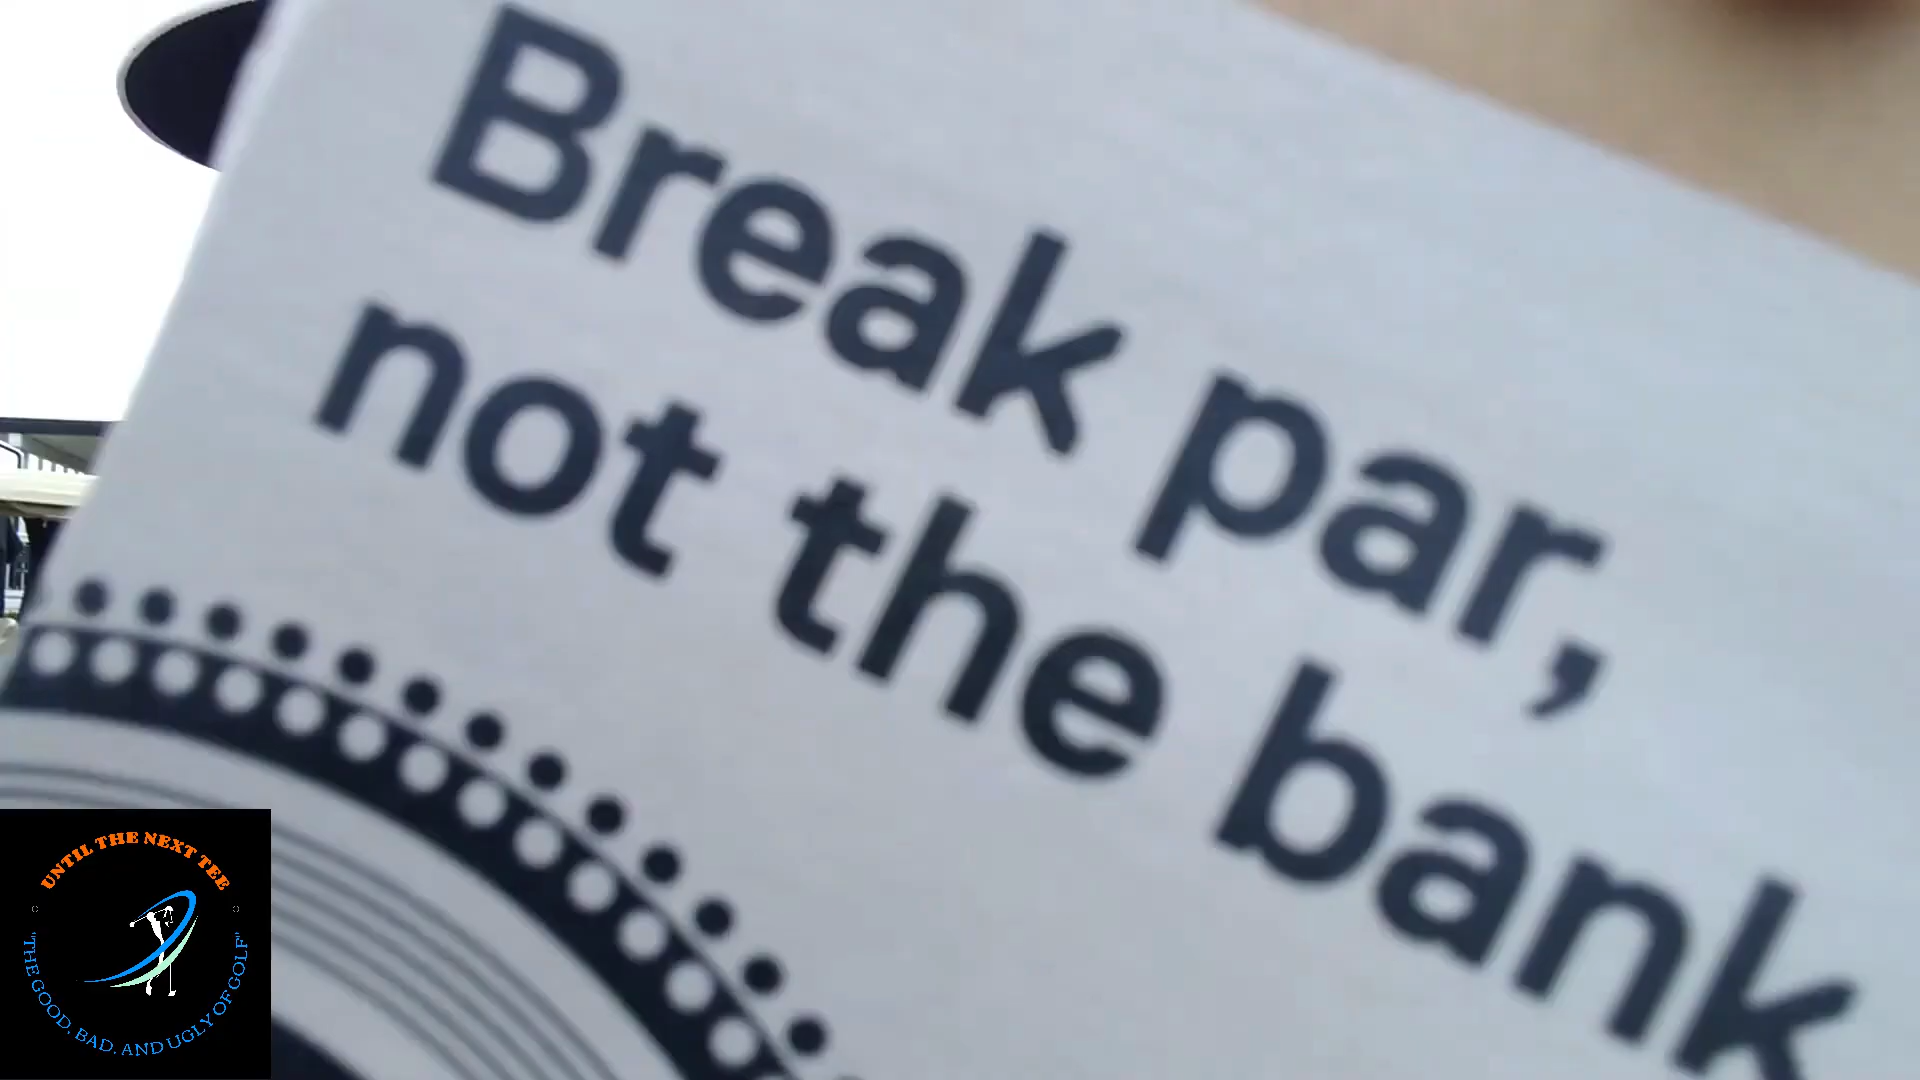 Break par,
not the bank
UNTIL THE NEXT TEE
"THE GOOD, BAD, AND UGLY OF GOLF"